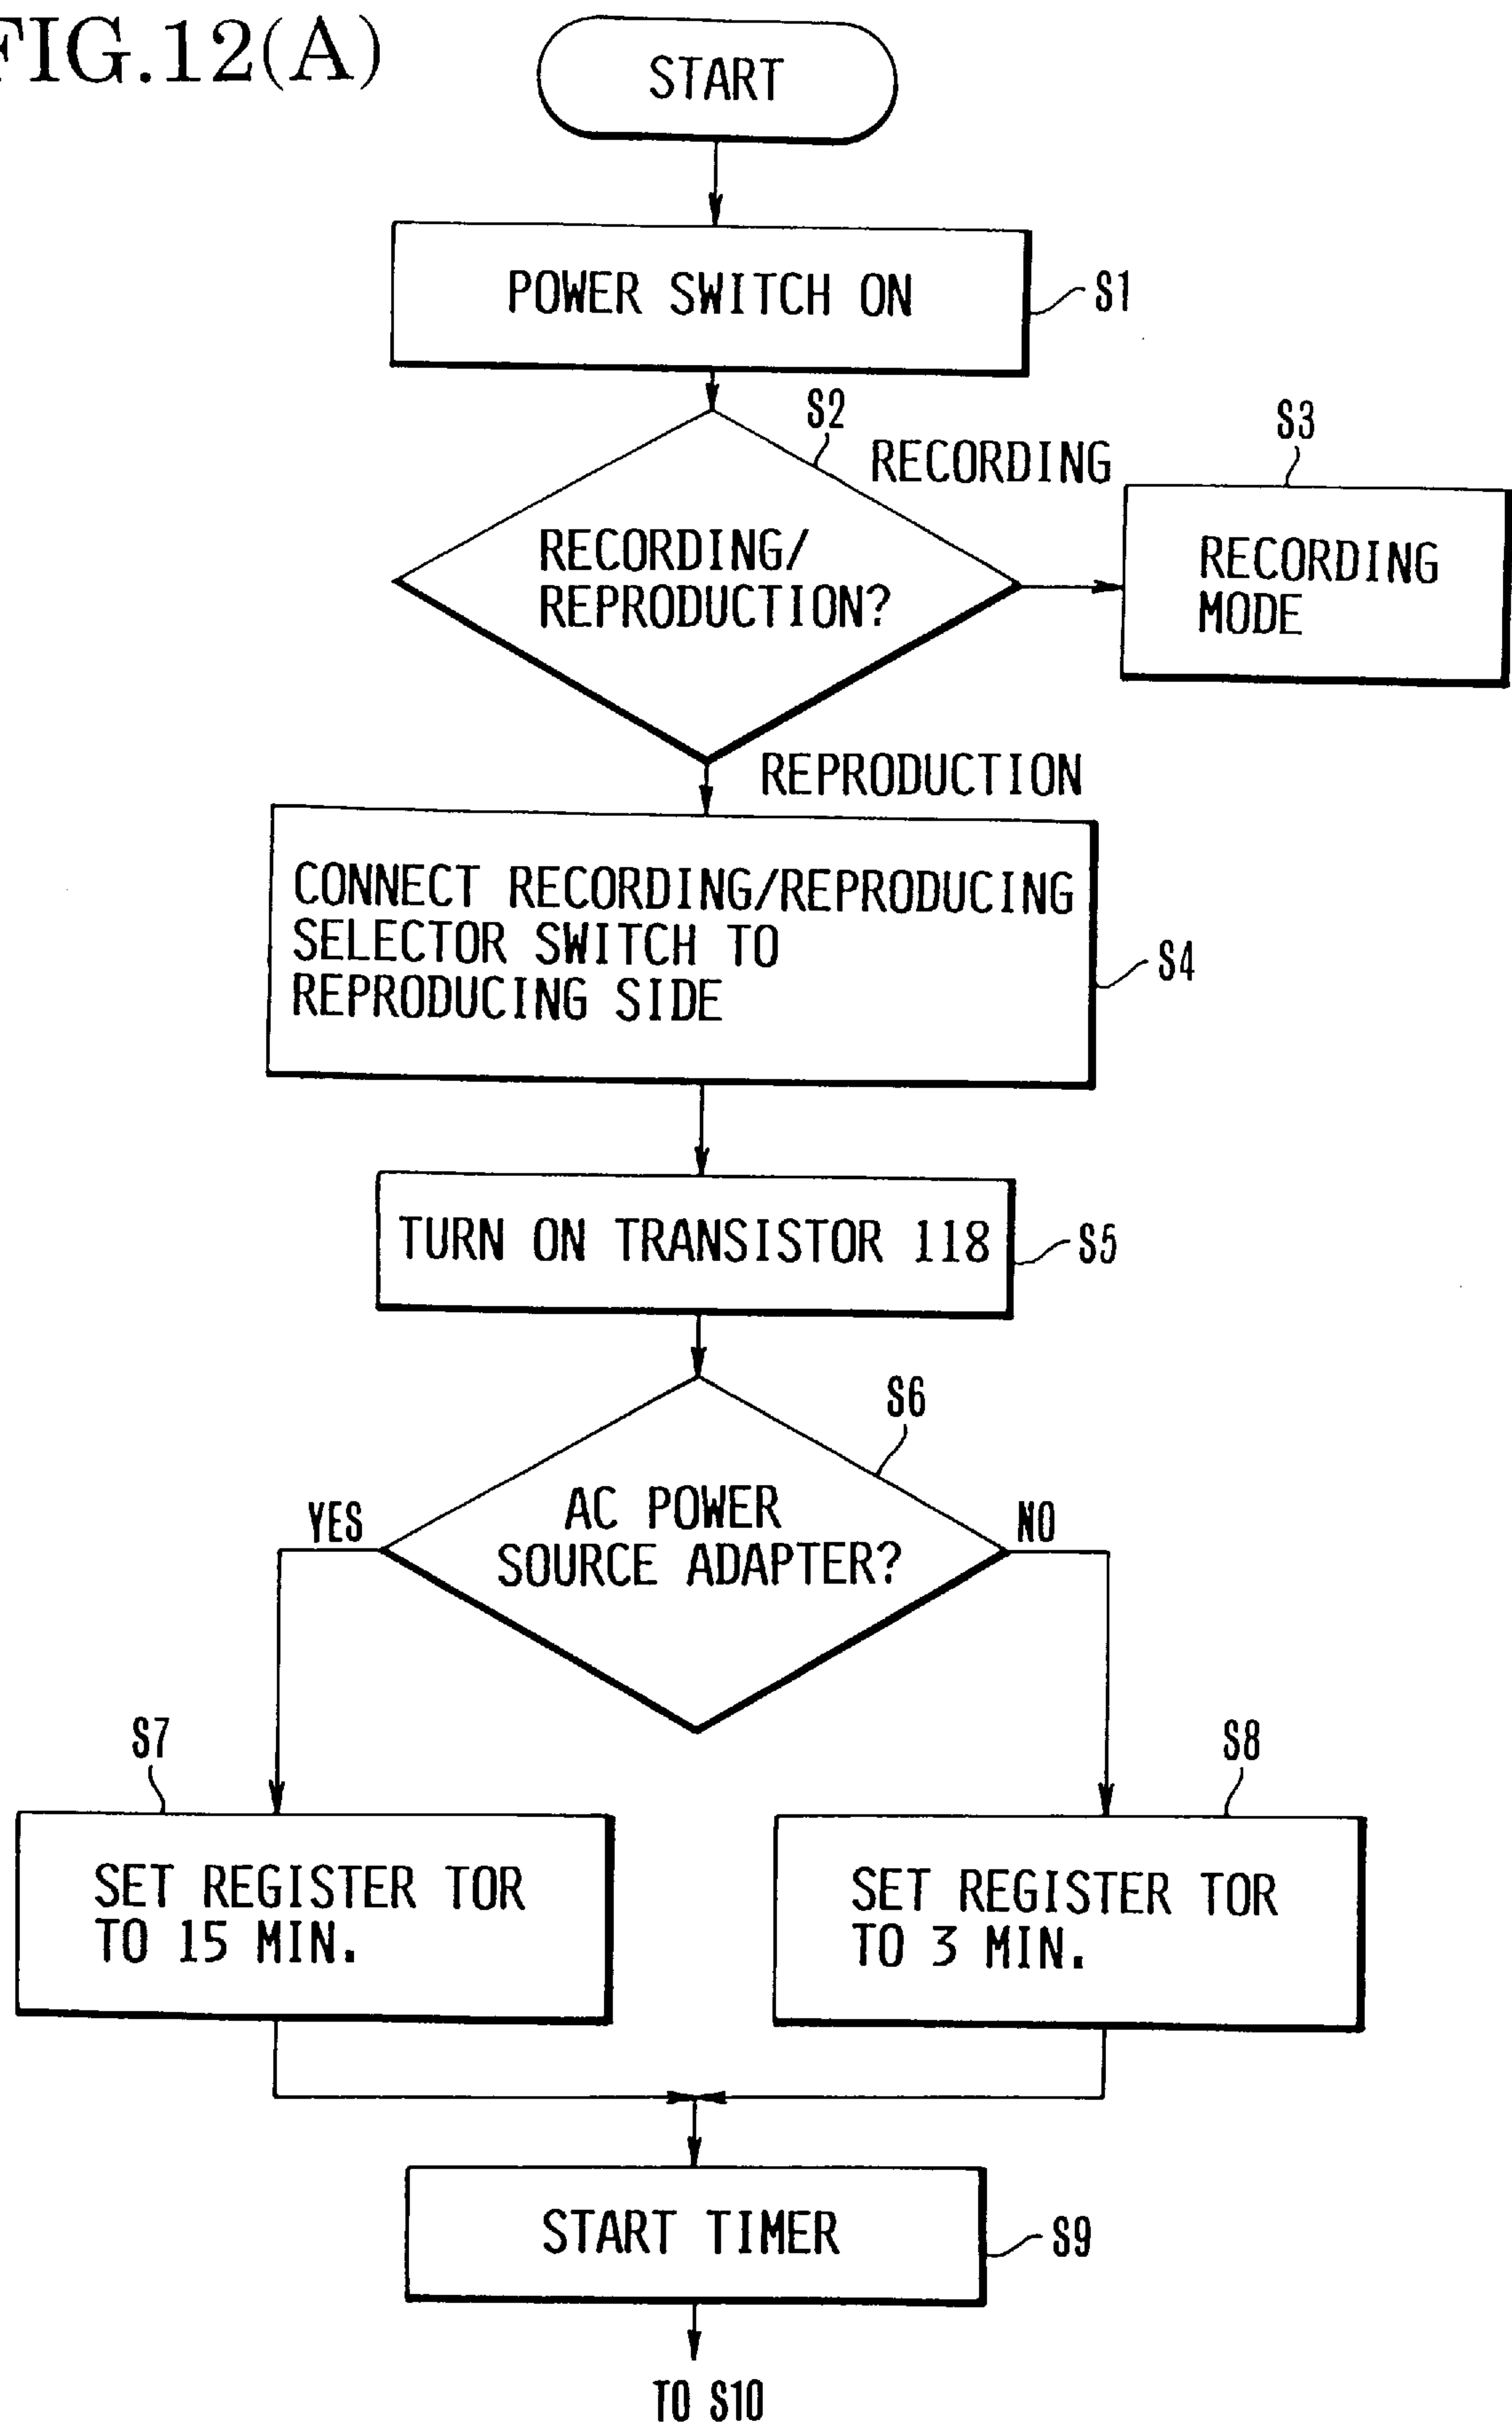 FIG.12(A)
START
POWER SWITCH ON
S1
S2
RECORDING
S3
RECORDING/
REPRODUCTION?
RECORDING
MODE
REPRODUCTION
CONNECT RECORDING/REPRODUCING
SELECTOR SWITCH TO
REPRODUCING SIDE
S4
TURN ON TRANSISTOR 118
S5
S6
AC POWER
SOURCE ADAPTER?
YES
NO
S7
S8
SET REGISTER TOR
TO 15 MIN.
SET REGISTER TOR
TO 3 MIN.
START TIMER
S9
TO S10